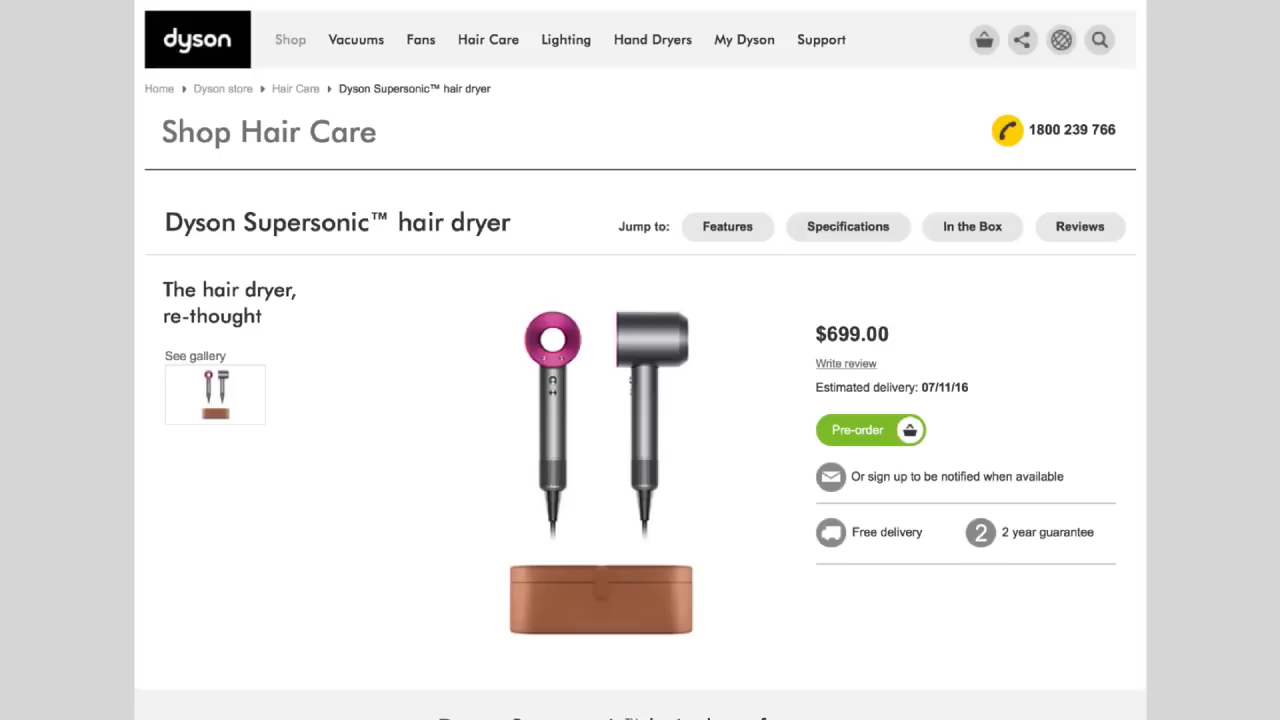 dyson
Shop Vacuums Fans Hair Care Lighting Hand Dryers My Dyson Support
Home Dyson store Hair Care Dyson Supersonic™ hair dryer
Shop Hair Care
1800 239 766
Dyson Supersonic™ hair dryer
Jump to: Features Specifications In the Box Reviews
The hair dryer,
re-thought
See gallery
$699.00
Write review
Estimated delivery: 07/11/16
Pre-order
Or sign up to be notified when available
Free delivery
2 2 year guarantee